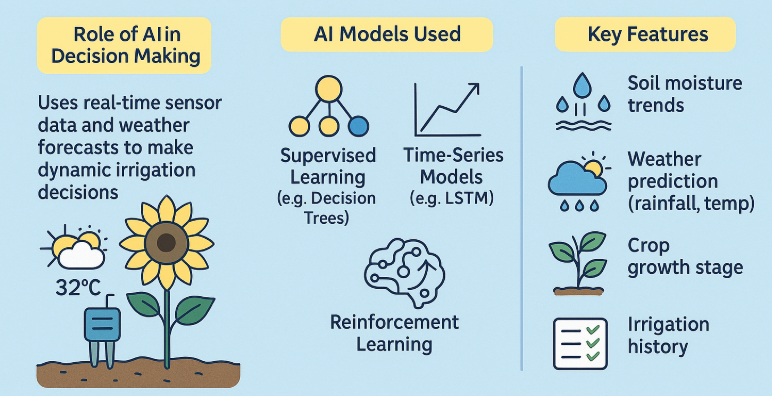 Role of AI in
Decision Making
Uses real-time sensor
data and weather
forecasts to make
dynamic irrigation
decisions
32°C
AI Models Used
Supervised
Learning
(e.g. Decision
Trees)
Time-Series
Models
(e.g. LSTM)
Reinforcement
Learning
Key Features
Soil moisture
trends
Weather
prediction
(rainfall, temp)
Crop
growth stage
Irrigation
history